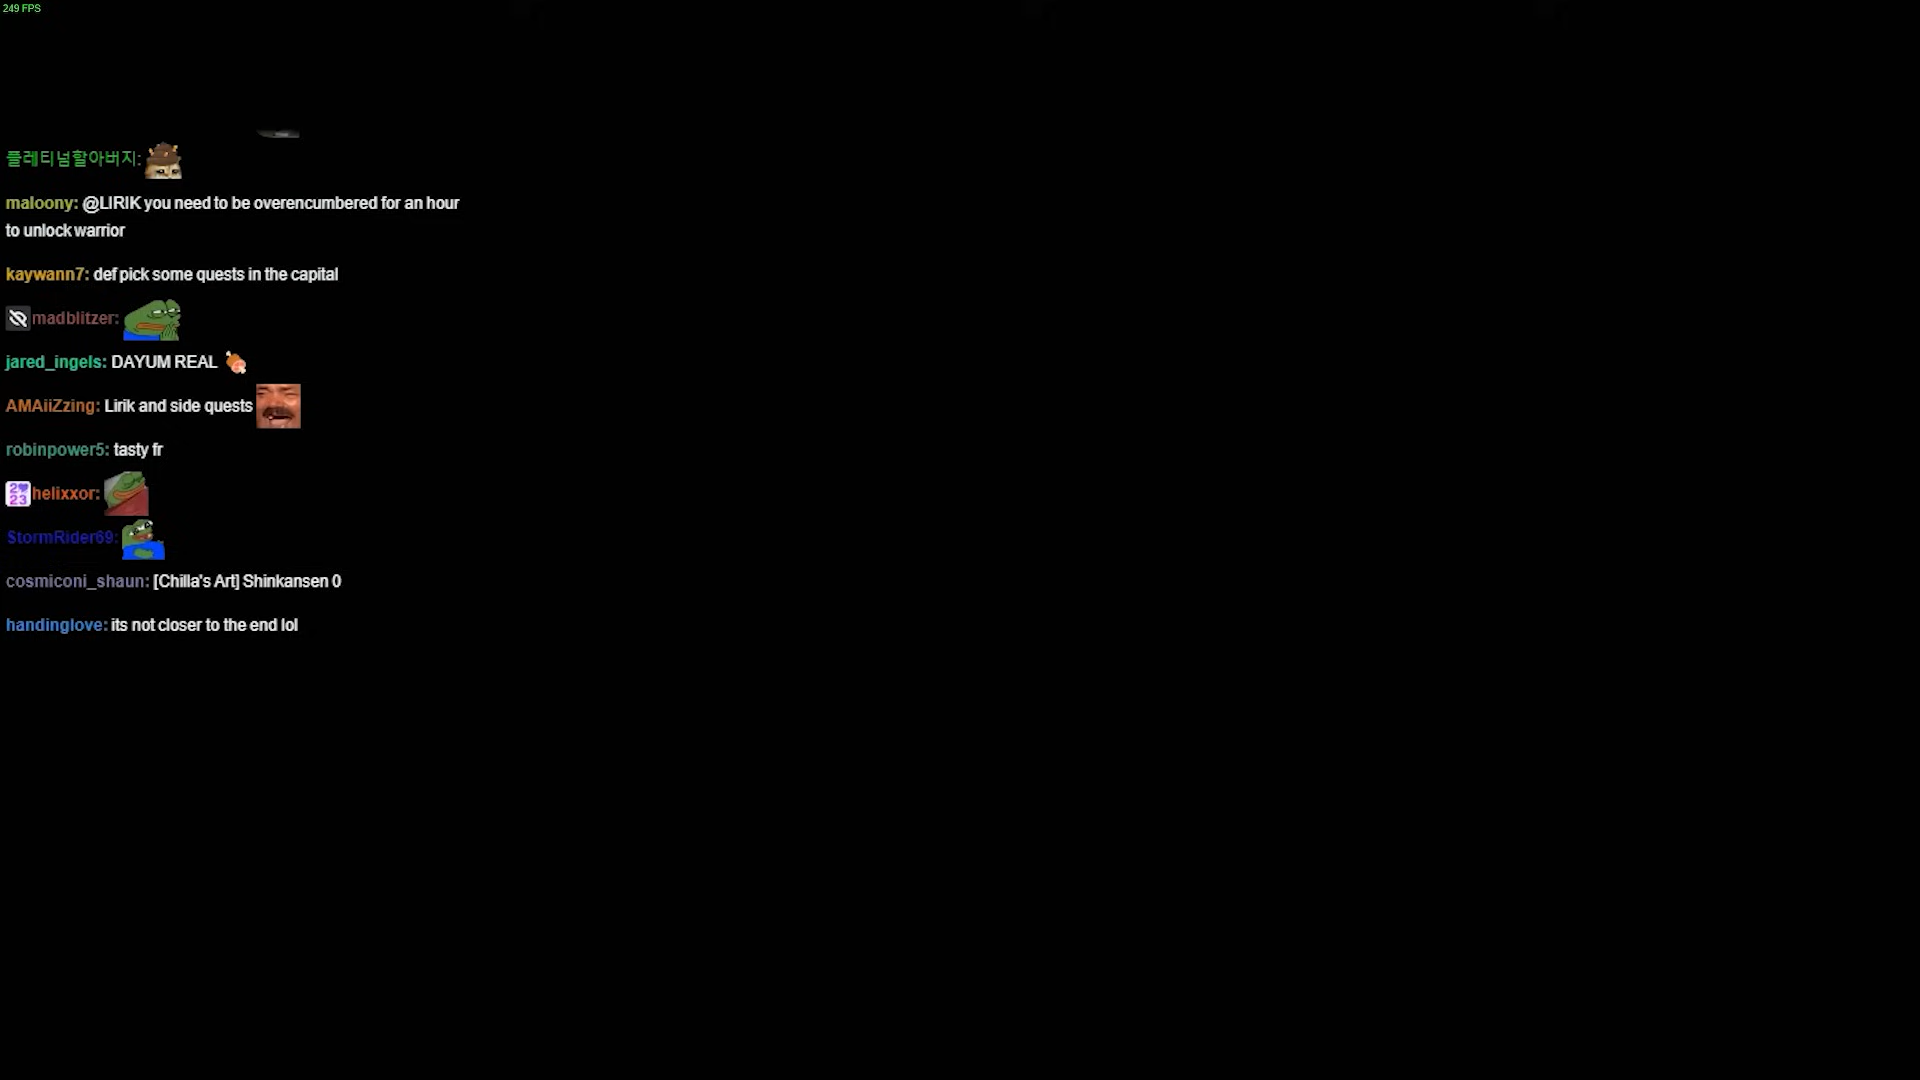 249 FPS
플레티넘할아버지:
maloony: @LIRIK you need to be overencumbered for an hour
to unlock warrior
kaywann7: def pick some quests in the capital
madblitzer:
jared_ingels: DAYUM REAL 🍖
AMAiiZzing: Lirik and side quests
robinpower5: tasty fr
2023 helixxor:
StormRider69:
cosmiconi_shaun: [Chilla's Art] Shinkansen 0
handinglove: its not closer to the end lol